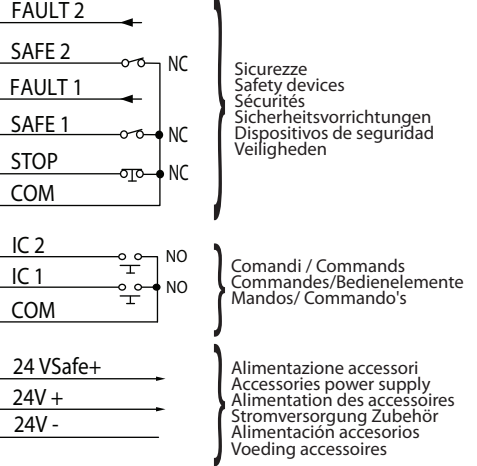 FAULT 2
SAFE 2
NC
FAULT 1
SAFE 1
NC
STOP
NC
COM
Sicurezze
Safety devices
Sécurités
Sicherheitsvorrichtungen
Dispositivos de seguridad
Veiligheden
IC 2
NO
IC 1
NO
COM
Comandi / Commands
Commandes/Bedienelemente
Mandos/ Commando's
24 VSafe+
24V +
24V -
Alimentazione accessori
Accessories power supply
Alimentation des accessoires
Stromversorgung Zubehör
Alimentación accesorios
Voeding accessoires